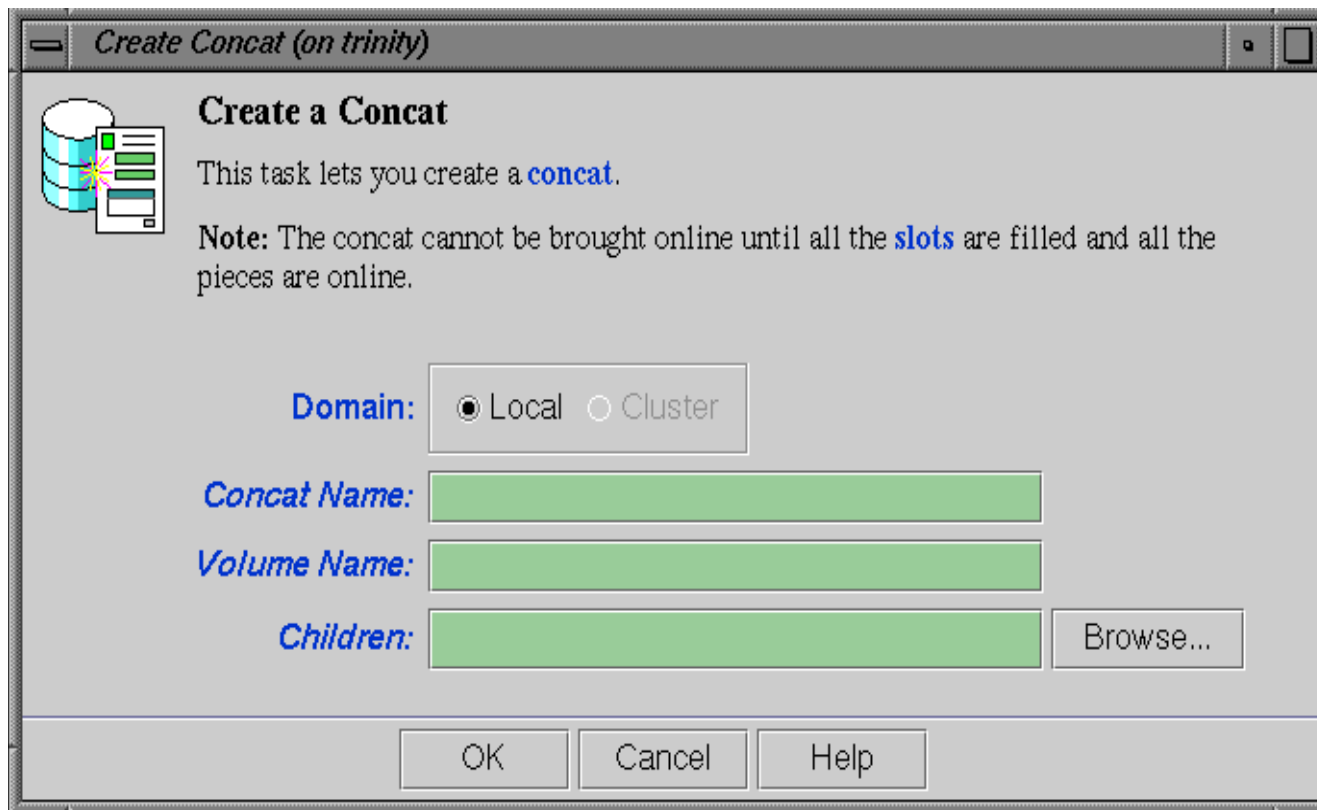 Create Concat (on trinity)
Create a Concat
This task lets you create a concat.
Note: The concat cannot be brought online until all the slots are filled and all the
pieces are online.
Domain: Local Cluster
Concat Name:
Volume Name:
Children: Browse...
OK Cancel Help